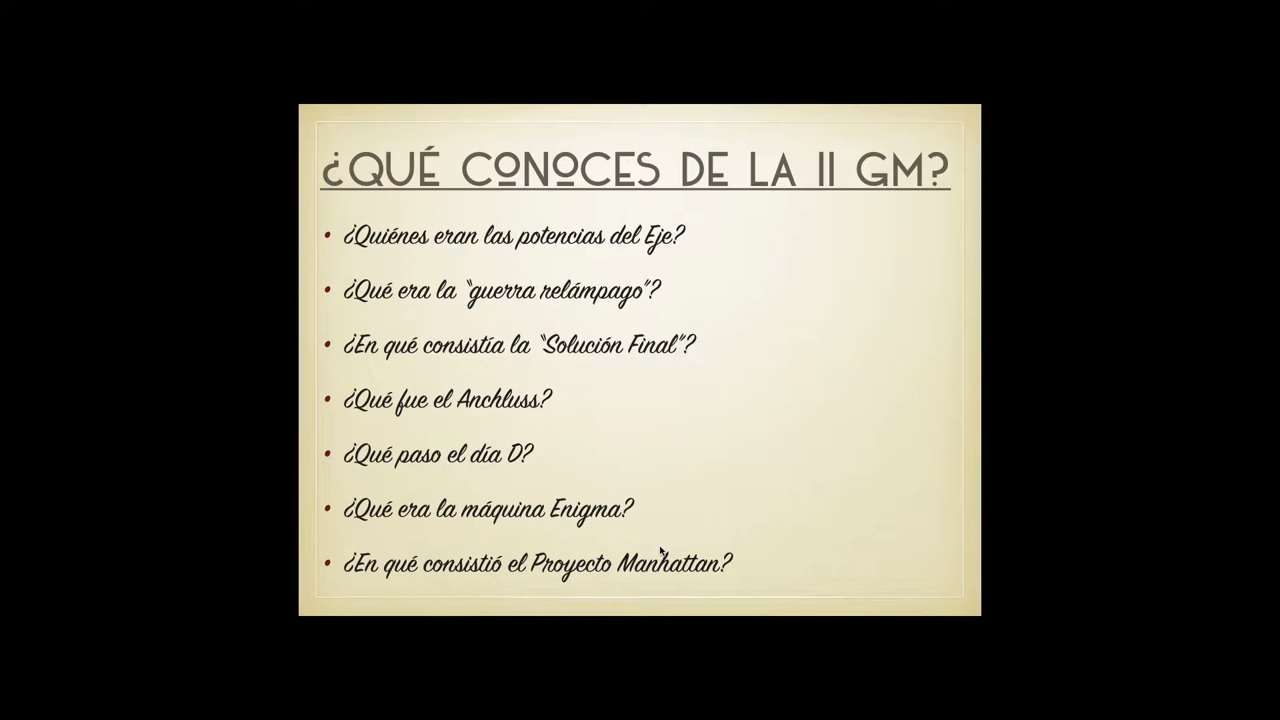 ¿QUÉ CONOCES DE LA II GM?
• ¿Quiénes eran las potencias del Eje?
• ¿Qué era la “guerra relámpago”?
• ¿En qué consistía la “Solución Final”?
• ¿Qué fue el Anchluss?
• ¿Qué paso el día D?
• ¿Qué era la máquina Enigma?
• ¿En qué consistió el Proyecto Manhattan?